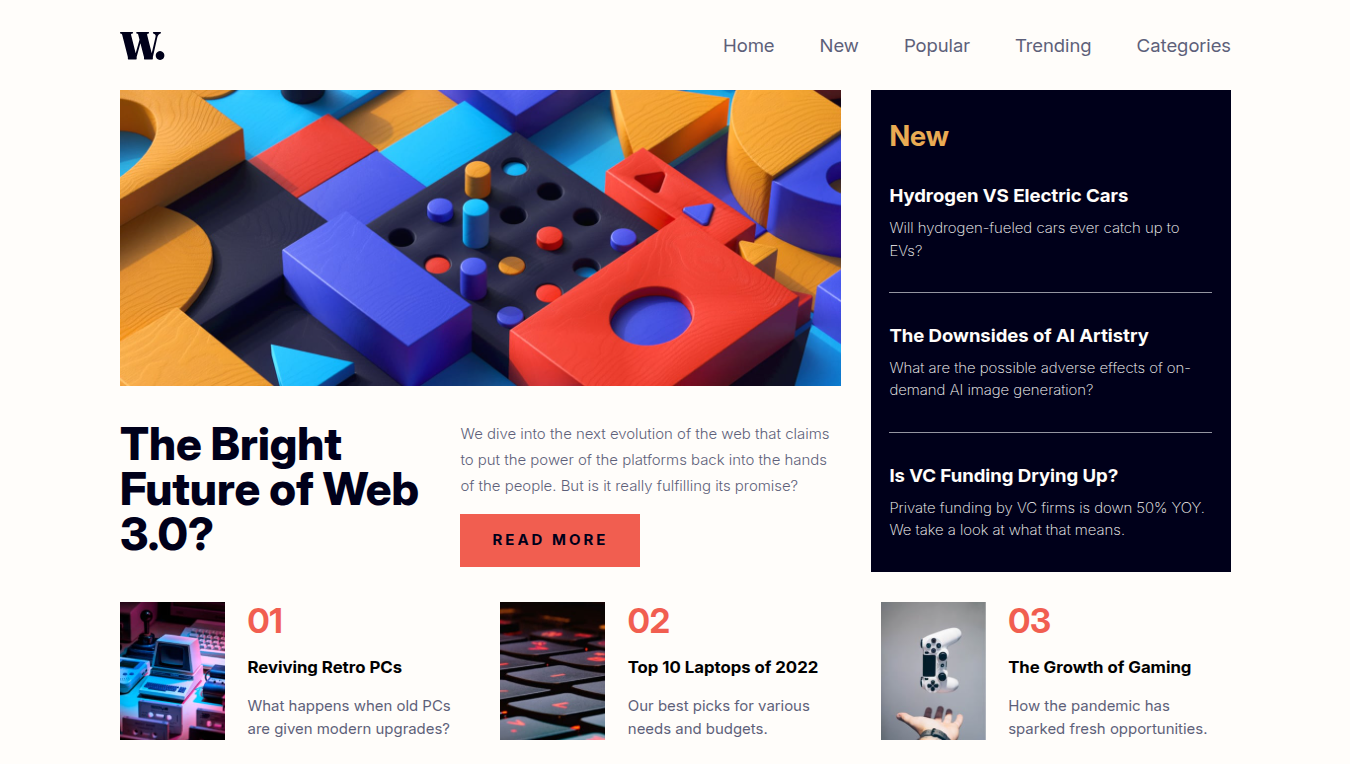 W.
Home New Popular Trending Categories
New
Hydrogen VS Electric Cars
Will hydrogen-fueled cars ever catch up to
EVs?
The Downsides of AI Artistry
What are the possible adverse effects of on-
demand AI image generation?
Is VC Funding Drying Up?
Private funding by VC firms is down 50% YOY.
We take a look at what that means.
The Bright
Future of Web
3.0?
We dive into the next evolution of the web that claims
to put the power of the platforms back into the hands
of the people. But is it really fulfilling its promise?
READ MORE
01
Reviving Retro PCs
What happens when old PCs
are given modern upgrades?
02
Top 10 Laptops of 2022
Our best picks for various
needs and budgets.
03
The Growth of Gaming
How the pandemic has
sparked fresh opportunities.